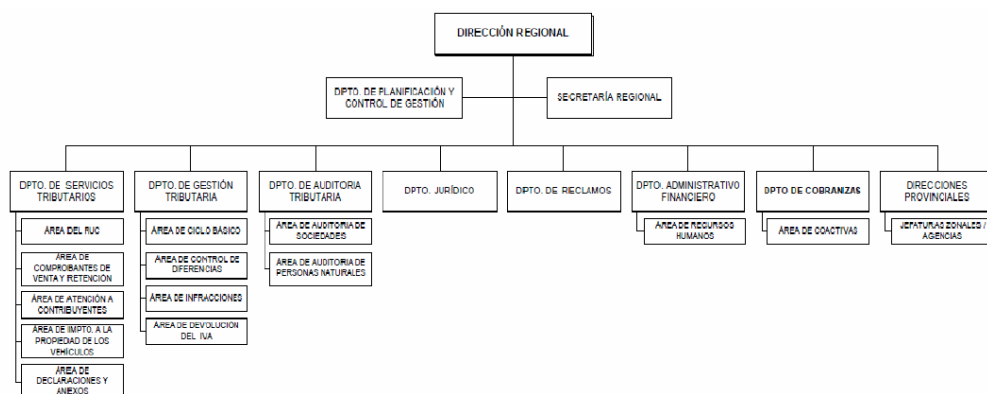 DIRECCIÓN REGIONAL
DPTO. DE PLANIFICACIÓN Y
CONTROL DE GESTIÓN
SECRETARÍA REGIONAL
DPTO. DE SERVICIOS
TRIBUTARIOS
ÁREA DEL RUC
ÁREA DE
COMPROBANTES DE
VENTA Y RETENCIÓN
ÁREA DE ATENCIÓN A
CONTRIBUYENTES
ÁREA DE IMPTO. A LA
PROPIEDAD DE LOS
VEHÍCULOS
ÁREA DE
DECLARACIONES Y
ANEXOS
DPTO. DE GESTIÓN
TRIBUTARIA
ÁREA DE CICLO BÁSICO
ÁREA DE CONTROL DE
DIFERENCIAS
ÁREA DE INFRACCIONES
ÁREA DE DEVOLUCIÓN
DEL IVA
DPTO. DE AUDITORIA
TRIBUTARIA
ÁREA DE AUDITORIA DE
SOCIEDADES
ÁREA DE AUDITORIA DE
PERSONAS NATURALES
DPTO. JURÍDICO
DPTO. DE RECLAMOS
DPTO. ADMINISTRATIVO
FINANCIERO
ÁREA DE RECURSOS
HUMANOS
DPTO DE COBRANZAS
ÁREA DE COACTIVAS
DIRECCIONES
PROVINCIALES
JEFATURAS ZONALES /
AGENCIAS